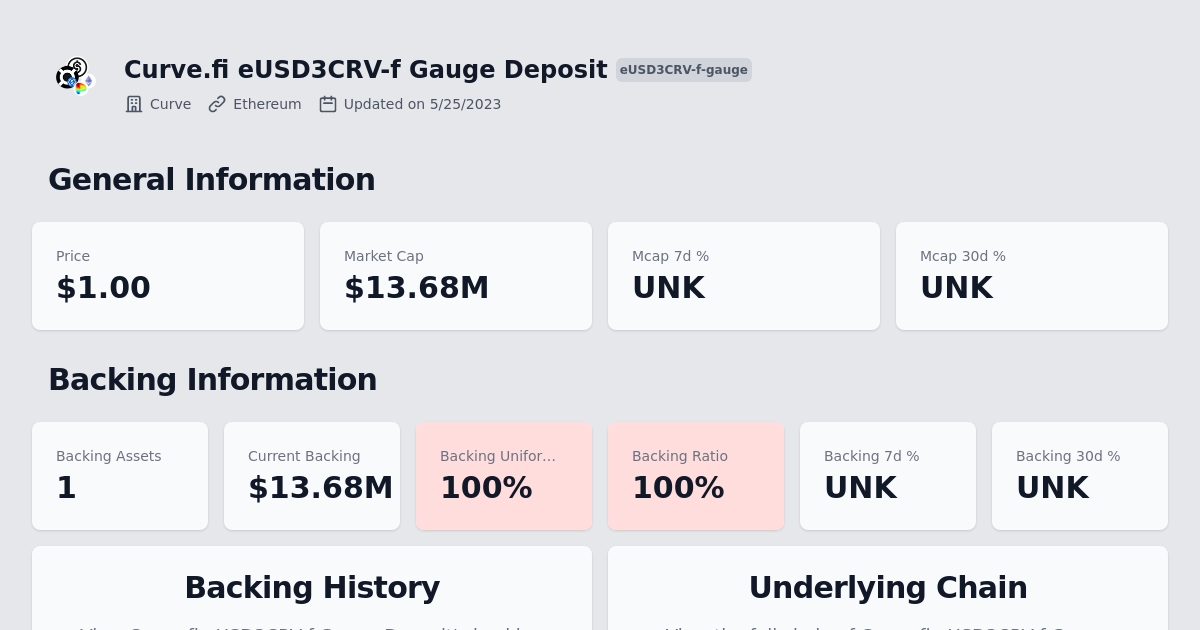 Curve.fi eUSD3CRV-f Gauge Deposit eUSD3CRV-f-gauge
Curve Ethereum Updated on 5/25/2023
General Information
Price Market Cap Mcap 7d % Mcap 30d %
$1.00 $13.68M UNK UNK
Backing Information
Backing Assets Current Backing Backing Unifor... Backing Ratio Backing 7d % Backing 30d %
1 $13.68M 100% 100% UNK UNK
Backing History Underlying Chain